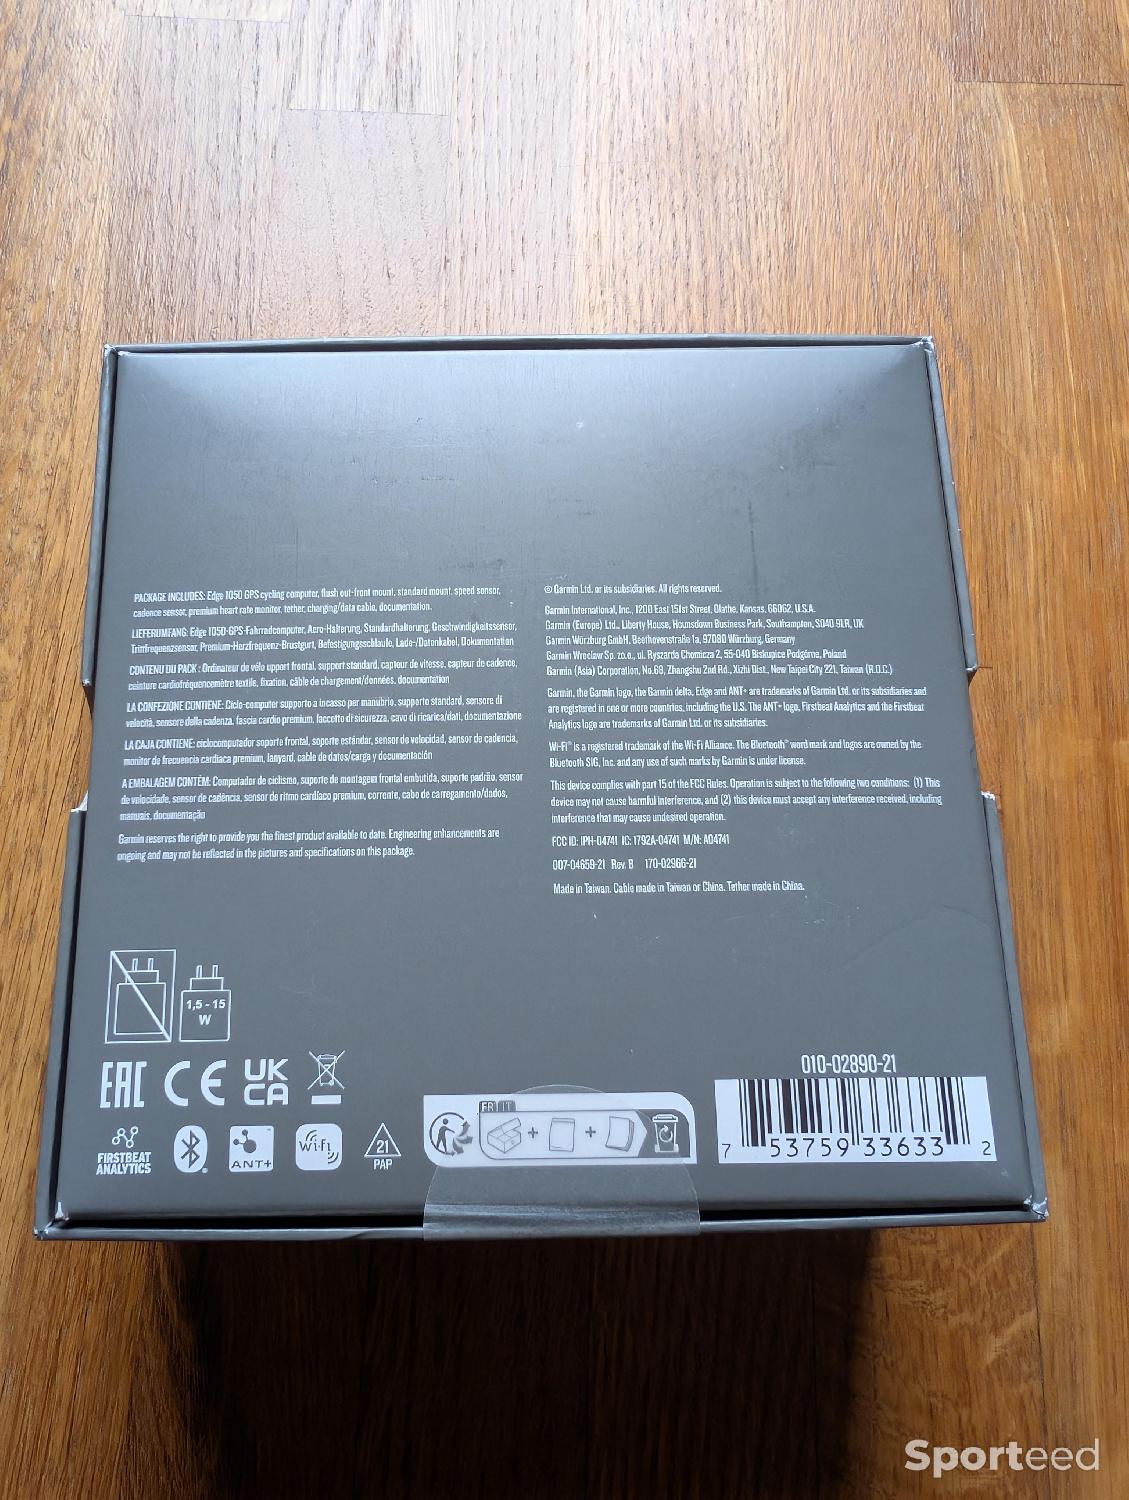 PACKAGE INCLUDES: Edge 1050 GPS cycling computer, flush out-front mount, standard mount, speed sensor,
cadence sensor, premium heart rate monitor, tether, charging/data cable, documentation.
LIEFERUMFANG: Edge 1050-GPS-Fahrradcomputer, Aero-Halterung, Standardhalterung, Geschwindigkeitssensor,
Trittfrequenzsensor, Premium-Herzfrequenz-Brustgurt, Befestigungsschlaufe, Lade-/Datenkabel, Dokumentation
CONTENU DU PACK : Ordinateur de vélo upport frontal, support standard, capteur de vitesse, capteur de cadence,
ceinture cardiofréquencemètre textile, fixation, câble de chargement/données, documentation
LA CONFEZIONE CONTIENE: Ciclo-computer supporto a incasso per manubrio, supporto standard, sensore di
velocità, sensore della cadenza, fascia cardio premium, laccetto di sicurezza, cavo di ricarica/dati, documentazione
LA CAJA CONTIENE: ciclocomputador soporte frontal, soporte estándar, sensor de velocidad, sensor de cadencia,
monitor de frecuencia cardiaca premium, lanyard, cable de datos/carga y documentación
A EMBALAGEM CONTÉM: Computador de ciclismo, suporte de montagem frontal embutida, suporte padrão, sensor
de velocidade, sensor de cadência, sensor de ritmo cardíaco premium, corrente, cabo de carregamento/dados,
manuais, documentação
Garmin reserves the right to provide you the finest product available to date. Engineering enhancements are
ongoing and may not be reflected in the pictures and specifications on this package.
© Garmin Ltd. or its subsidiaries. All rights reserved.
Garmin International, Inc., 1200 East 151st Street, Olathe, Kansas, 66062, U.S.A.
Garmin (Europe) Ltd., Liberty House, Hounsdown Business Park, Southampton, SO40 9LR, UK
Garmin Würzburg GmbH, Beethovenstraße 1a, 97080 Würzburg, Germany
Garmin Wroclaw Sp. zo.o., ul. Ryszarda Chomicza 2, 55-040 Biskupice Podgórne, Poland
Garmin (Asia) Corporation, No.68, Zhangshu 2nd Rd., Xizhi Dist., New Taipei City 221, Taiwan (R.O.C.)
Garmin, the Garmin logo, the Garmin delta, Edge and ANT+ are trademarks of Garmin Ltd. or its subsidiaries and
are registered in one or more countries, including the U.S. The ANT+ logo, Firstbeat Analytics and the Firstbeat
Analytics logo are trademarks of Garmin Ltd. or its subsidiaries.
Wi-Fi® is a registered trademark of the Wi-Fi Alliance. The Bluetooth® word mark and logos are owned by the
Bluetooth SIG, Inc. and any use of such marks by Garmin is under license.
This device complies with part 15 of the FCC Rules. Operation is subject to the following two conditions: (1) This
device may not cause harmful interference, and (2) this device must accept any interference received, including
interference that may cause undesired operation.
FCC ID: IPH-04741 IC: 1792A-04741 M/N: A04741
007-04659-21 Rev. B 170-02966-21
Made in Taiwan. Cable made in Taiwan or China. Tether made in China.
1,5 - 15
W
EAC CE UK
CA
FIRSTBEAT
ANALYTICS
ANT+
Wi-Fi
21
PAP
FR IT
010-02890-21
7 53759 33633 2
Sporteed